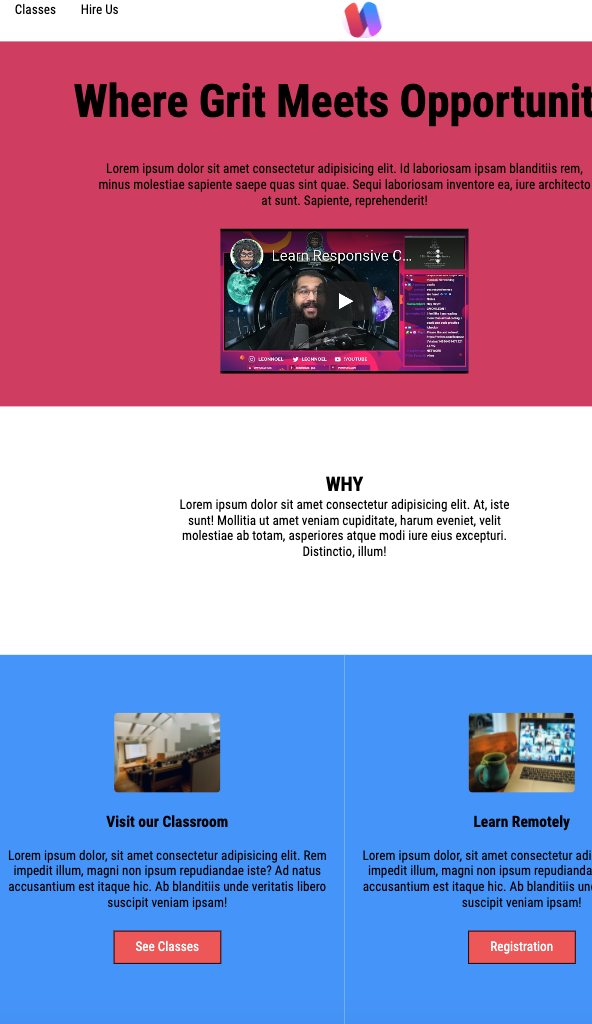 Classes Hire Us
Where Grit Meets Opportunit
Lorem ipsum dolor sit amet consectetur adipisicing elit. Id laboriosam ipsam blanditiis rem,
minus molestiae sapiente saepe quas sint quae. Sequi laboriosam inventore ea, iure architecto
at sunt. Sapiente, reprehenderit!
Learn Responsive C...
LEONNOEL /LEONNOEL /YOUTUBE
WHY
Lorem ipsum dolor sit amet consectetur adipisicing elit. At, iste
sunt! Mollitia ut amet veniam cupiditate, harum eveniet, velit
molestiae ab totam, asperiores atque modi iure eius excepturi.
Distinctio, illum!
Visit our Classroom
Lorem ipsum dolor, sit amet consectetur adipisicing elit. Rem
impedit illum, magni non ipsum repudiandae iste? Ad natus
accusantium est itaque hic. Ab blanditiis unde veritatis libero
suscipit veniam ipsam!
See Classes
Learn Remotely
Lorem ipsum dolor, sit amet consectetur adi
impedit illum, magni non ipsum repudianda
accusantium est itaque hic. Ab blanditiis un
suscipit veniam ipsam!
Registration